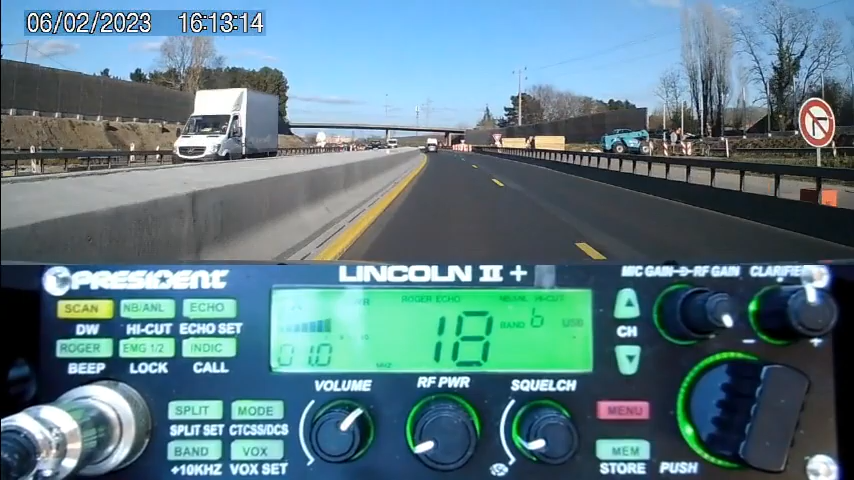 06/02/2023 16:13:14
PRESIDENT
LINCOLN II +
MIC GAIN RF GAIN CLARIFIER
SCAN NB/ANL ECHO
DW HI-CUT ECHO SET
ROGER EMG 1/2 INDIC
BEEP LOCK CALL
ROGER ECHO NB/ANL HI-CUT
18 BAND 6 USB
01.0 MHZ
CH
VOLUME RF PWR SQUELCH
SPLIT MODE
SPLIT SET CTCSS/DCS
BAND VOX
+10KHZ VOX SET
MENU
MEM
STORE PUSH
- +